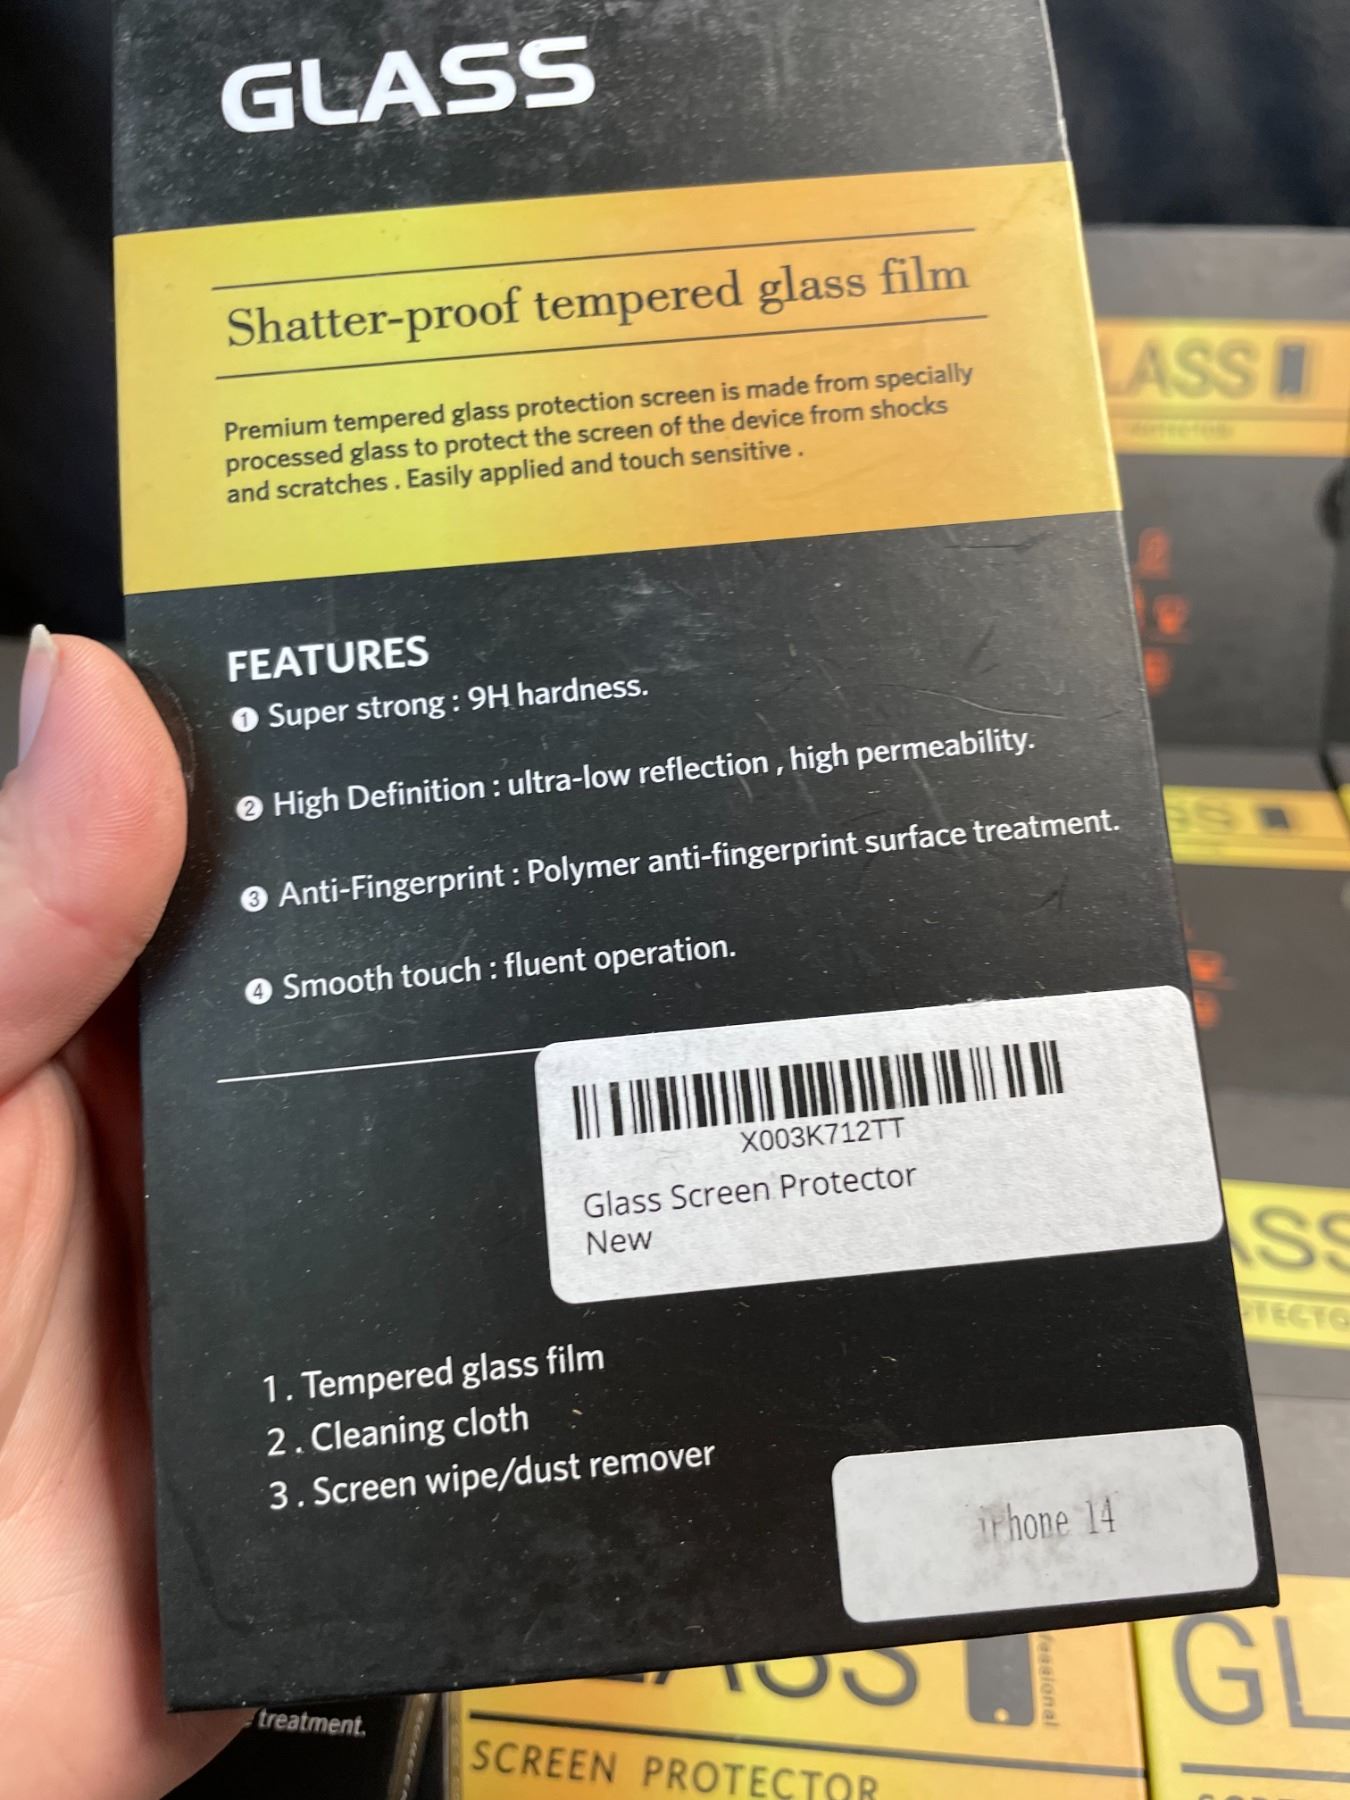 GLASS
Shatter-proof tempered glass film
Premium tempered glass protection screen is made from specially
processed glass to protect the screen of the device from shocks
and scratches . Easily applied and touch sensitive .
FEATURES
1 Super strong : 9H hardness.
2 High Definition : ultra-low reflection , high permeability.
3 Anti-Fingerprint : Polymer anti-fingerprint surface treatment.
4 Smooth touch : fluent operation.
X003K712TT
Glass Screen Protector
New
1 . Tempered glass film
2 . Cleaning cloth
3 . Screen wipe/dust remover
iPhone 14
LASS
SS
ASS
treatment.
SCREEN PROTECTOR
GL